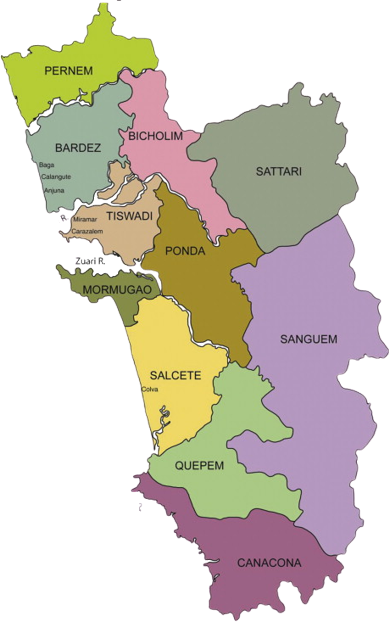 PERNEM
BARDEZ
BICHOLIM
Baga
Calangute
Anjuna
SATTARI
R.
Miramar
TISWADI
Carazalem
PONDA
Zuari R.
MORMUGAO
SANGUEM
SALCETE
Colva
QUEPEM
CANACONA